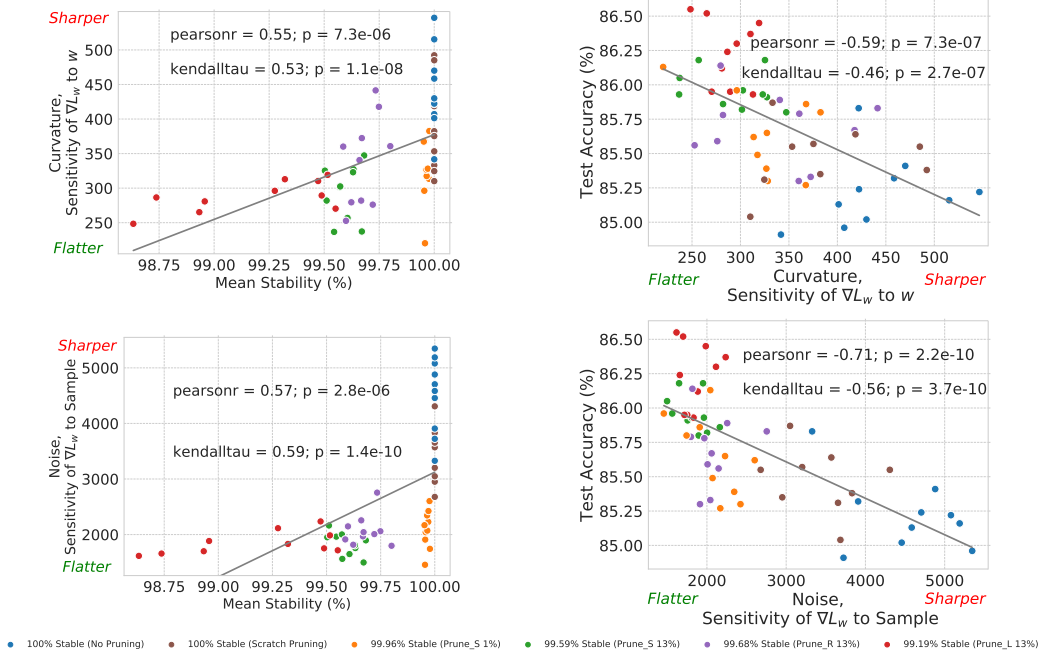 Sharper
500
450
400
350
300
250
Curvature,
Sensitivity of ∇L_w to w
Flatter
pearsonr = 0.55; p = 7.3e-06
kendalltau = 0.53; p = 1.1e-08
98.75 99.00 99.25 99.50 99.75 100.00
Mean Stability (%)
86.50
86.25
86.00
85.75
85.50
85.25
85.00
Test Accuracy (%)
pearsonr = -0.59; p = 7.3e-07
kendalltau = -0.46; p = 2.7e-07
250 300 350 400 450 500
Flatter
Curvature,
Sensitivity of ∇L_w to w
Sharper
Sharper
5000
4000
3000
2000
Noise,
Sensitivity of ∇L_w to Sample
Flatter
pearsonr = 0.57; p = 2.8e-06
kendalltau = 0.59; p = 1.4e-10
98.75 99.00 99.25 99.50 99.75 100.00
Mean Stability (%)
86.50
86.25
86.00
85.75
85.50
85.25
85.00
Test Accuracy (%)
pearsonr = -0.71; p = 2.2e-10
kendalltau = -0.56; p = 3.7e-10
2000 3000 4000 5000
Flatter
Noise,
Sensitivity of ∇L_w to Sample
Sharper
100% Stable (No Pruning) 100% Stable (Scratch Pruning) 99.96% Stable (Prune_S 1%) 99.59% Stable (Prune_S 13%) 99.68% Stable (Prune_R 13%) 99.19% Stable (Prune_L 13%)